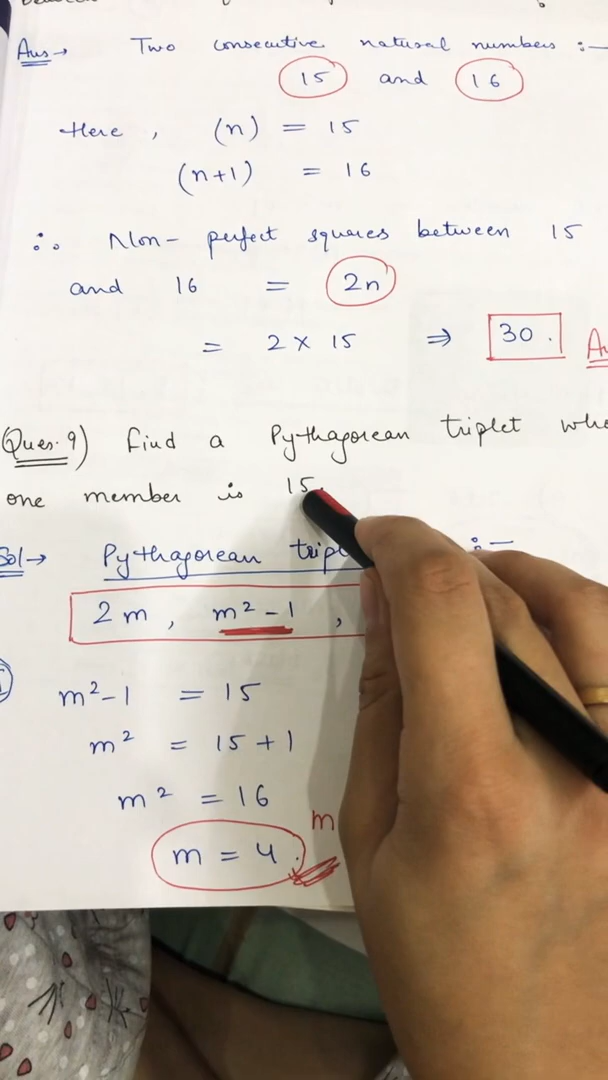 Ans → Two consecutive natural numbers :-
15 and 16
Here , (n) = 15
(n+1) = 16
∴ Non-perfect squares between 15
and 16 = 2n
= 2 × 15 ⇒ 30.
(Ques. 9) Find a Pythagorean triplet
one member is 15.
Sol → Pythagorean :-
2m , m²-1 ,
m²-1 = 15
m² = 15+1
m² = 16
m
m = 4.